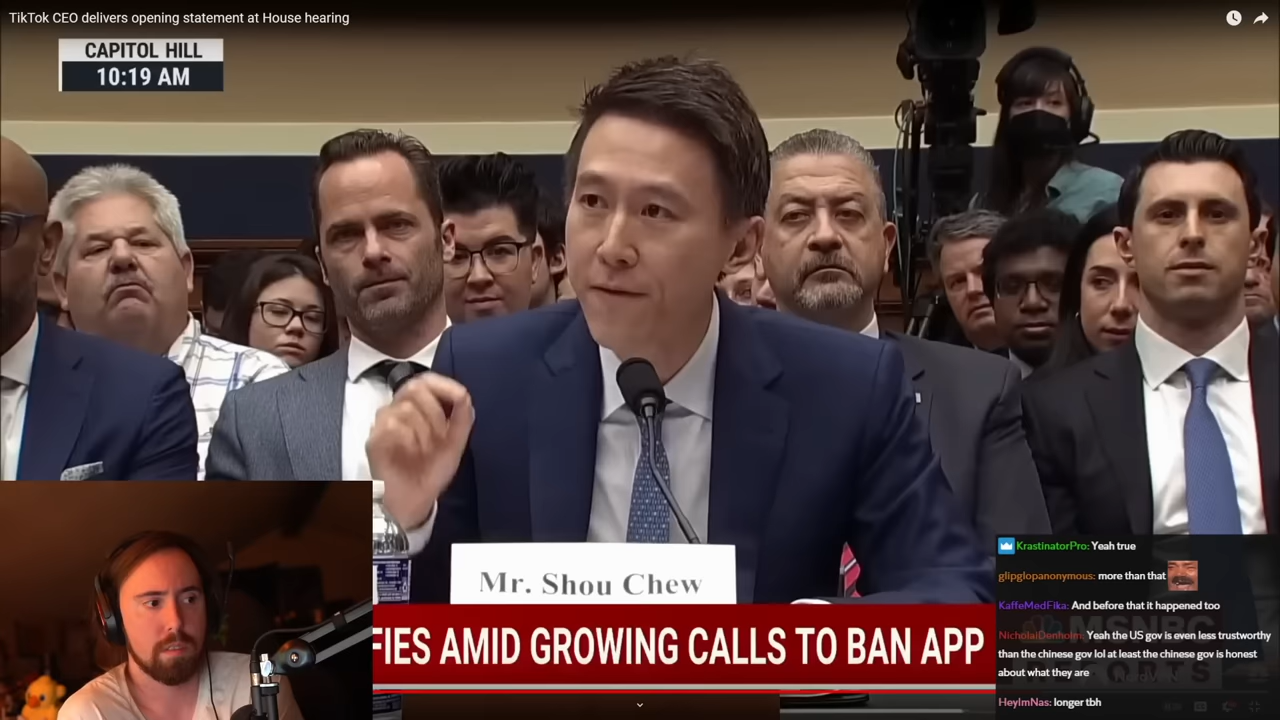 TikTok CEO delivers opening statement at House hearing
CAPITOL HILL
10:19 AM
Mr. Shou Chew
FIES AMID GROWING CALLS TO BAN APP
KrastinatorPro: Yeah true
glipglopanonymous: more than that
KaffeMedFika: And before that it happened too
NicholaiDenholm: Yeah the US gov is even less trustworthy
than the chinese gov lol at least the chinese gov is honest
about what they are
HeyImNas: longer tbh
MSNBC
REPORTS